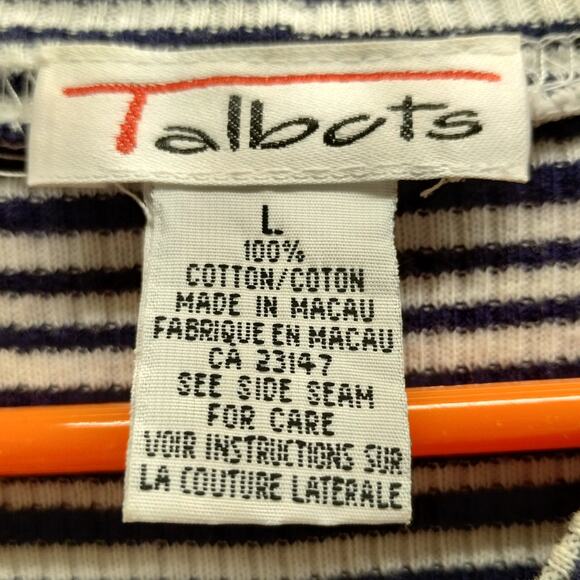 Talbots
L
100%
COTTON/COTON
MADE IN MACAU
FABRIQUE EN MACAU
CA 23147
SEE SIDE SEAM
FOR CARE
VOIR INSTRUCTIONS SUR
LA COUTURE LATERALE